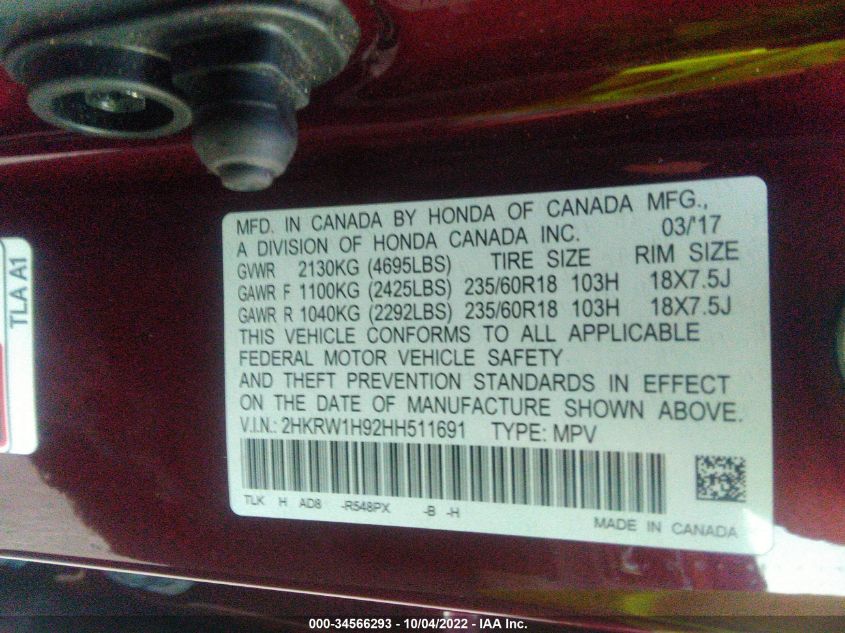 MFD. IN CANADA BY HONDA OF CANADA MFG.,
A DIVISION OF HONDA CANADA INC. 03/'17
GVWR 2130KG (4695LBS) TIRE SIZE RIM SIZE
GAWR F 1100KG (2425LBS) 235/60R18 103H 18X7.5J
GAWR R 1040KG (2292LBS) 235/60R18 103H 18X7.5J
THIS VEHICLE CONFORMS TO ALL APPLICABLE
FEDERAL MOTOR VEHICLE SAFETY
AND THEFT PREVENTION STANDARDS IN EFFECT
ON THE DATE OF MANUFACTURE SHOWN ABOVE.
V.I.N.: 2HKRW1H92HH511691 TYPE: MPV
TLK H AD8 -R548PX -B -H
MADE IN CANADA
TLA A1
000-34566293 - 10/04/2022 - IAA Inc.